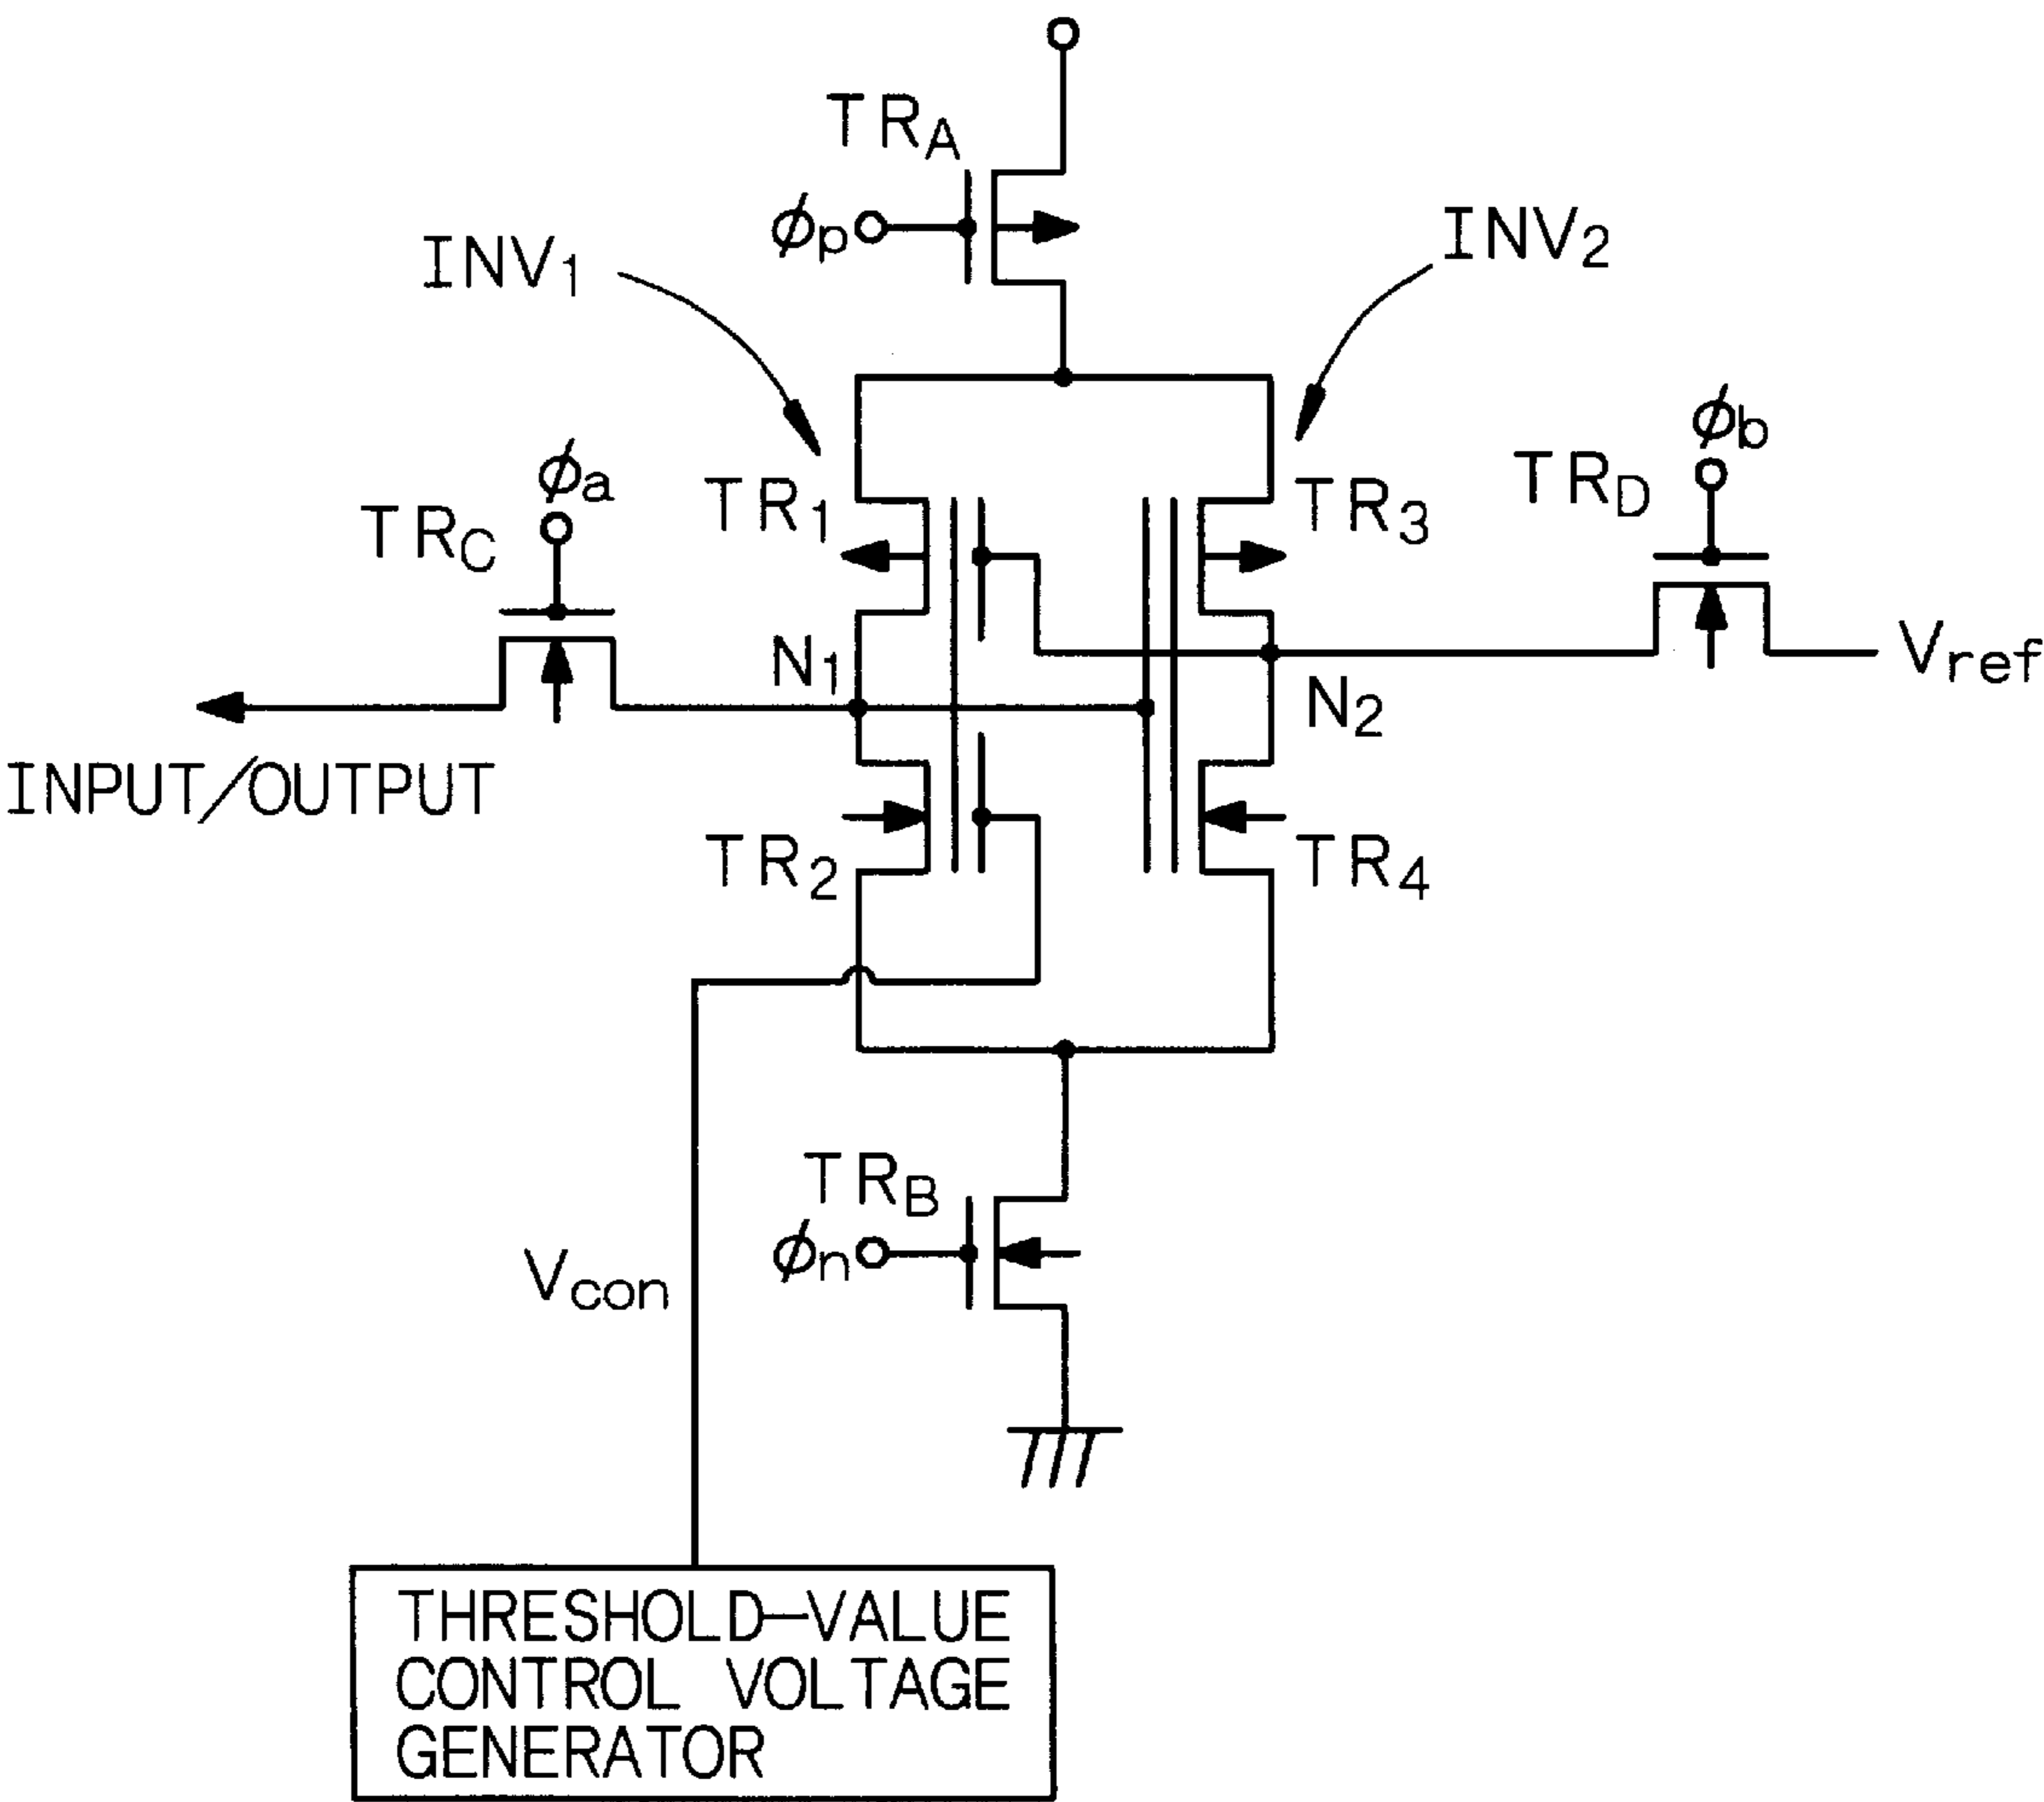 TRA
ϕp
INV1
INV2
ϕa
ϕb
TRC
TR1
TR3
TRD
N1
N2
Vref
INPUT/OUTPUT
TR2
TR4
TRB
ϕn
Vcon
THRESHOLD-VALUE
CONTROL VOLTAGE
GENERATOR